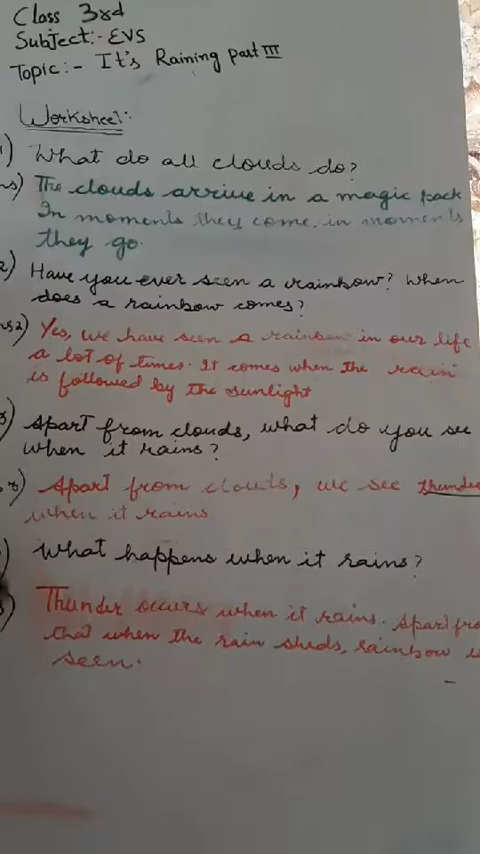 Class 3rd
Subject:- EVS
Topic:- It's Raining part III
Worksheet:-
) What do all clouds do?
ns) The clouds arrive in a magic pack
In moments they come, in moments
they go.
2) Have you ever seen a rainbow? When
does a rainbow comes?
ns2) Yes, we have seen a rainbow in our life
a lot of times. It comes when the rain
is followed by the sunlight
3) Apart from clouds, what do you see
when it rains?
3) Apart from clouds, we see thunder
when it rains
) What happens when it rains?
) Thunder occurs when it rains. Apart fro
that when the rain sheds, rainbow
seen.